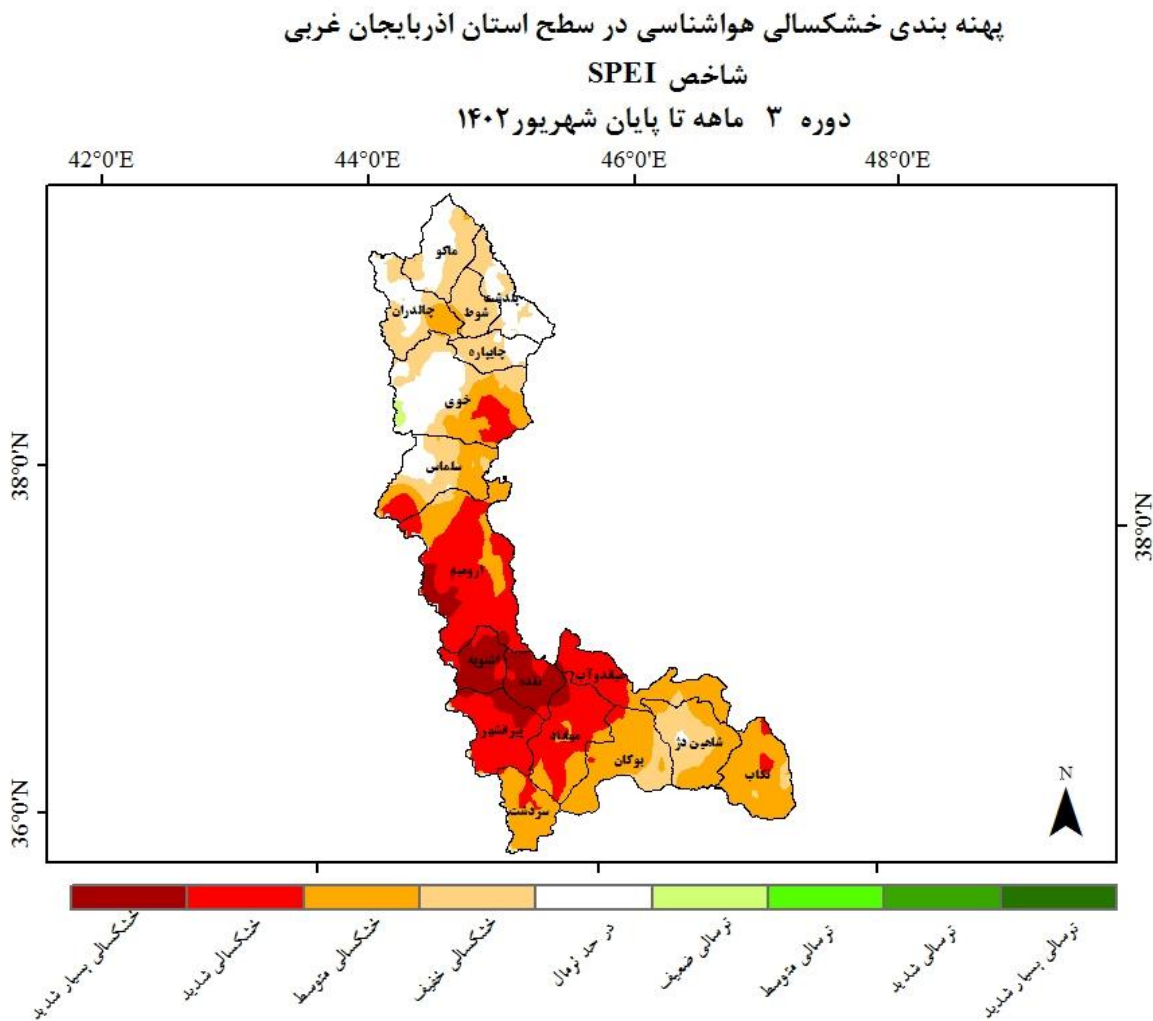 پهنه بندی خشکسالی هواشناسی در سطح استان اذربایجان غربی
شاخص SPEI
دوره ۳ ماهه تا پایان شهریور۱۴۰۲
42°0'E 44°0'E 46°0'E 48°0'E
ماکو
پلدشت
چالدران
شوط
چایپاره
خوی
سلماس
38°0'N
38°0'N
ارومیه
اشنویه
نقده
میاندوآب
پیرانشهر
مهاباد
بوکان
شاهین دژ
تکاب
سردشت
36°0'N
36°0'N
N
خشکسالی بسیار شدید
خشکسالی شدید
خشکسالی متوسط
خشکسالی خفیف
در حد نرمال
ترسالی ضعیف
ترسالی متوسط
ترسالی شدید
ترسالی بسیار شدید